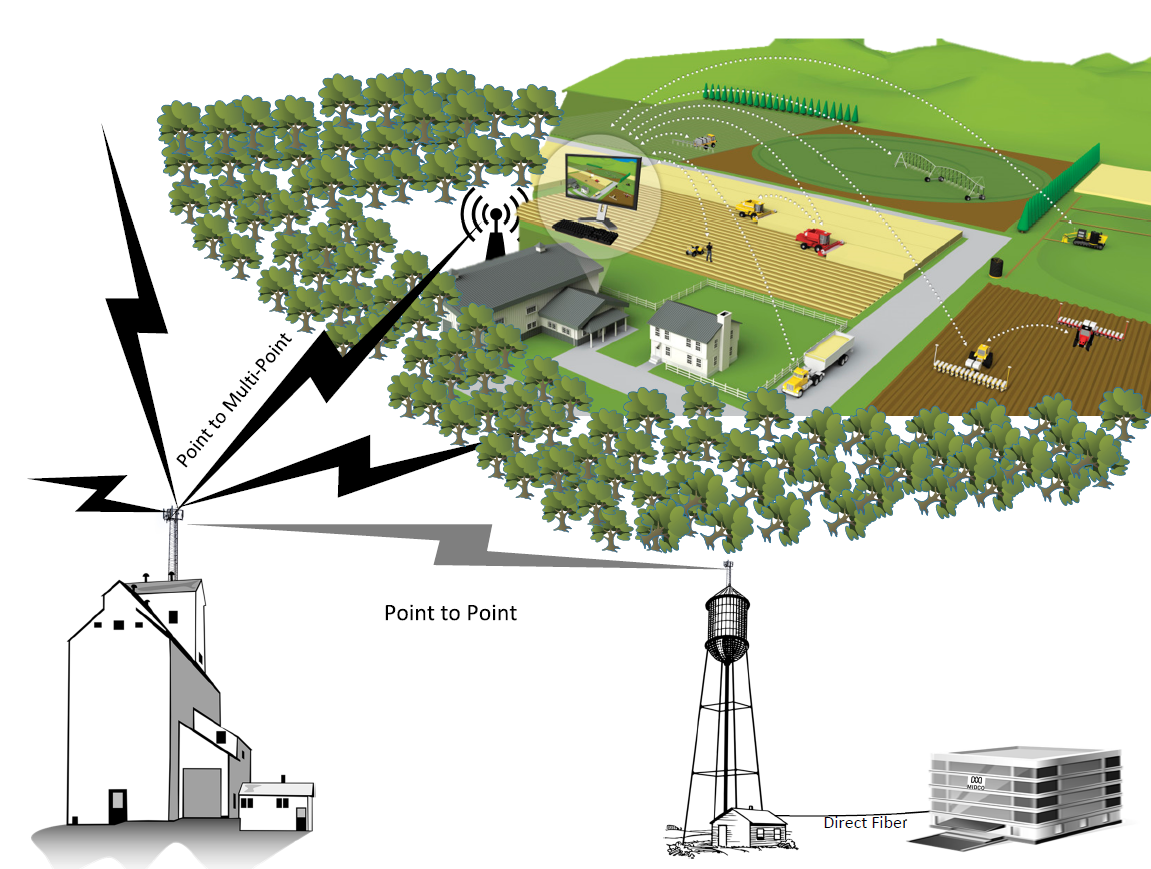 Point to Multi-Point
Point to Point
MIDCO
Direct Fiber